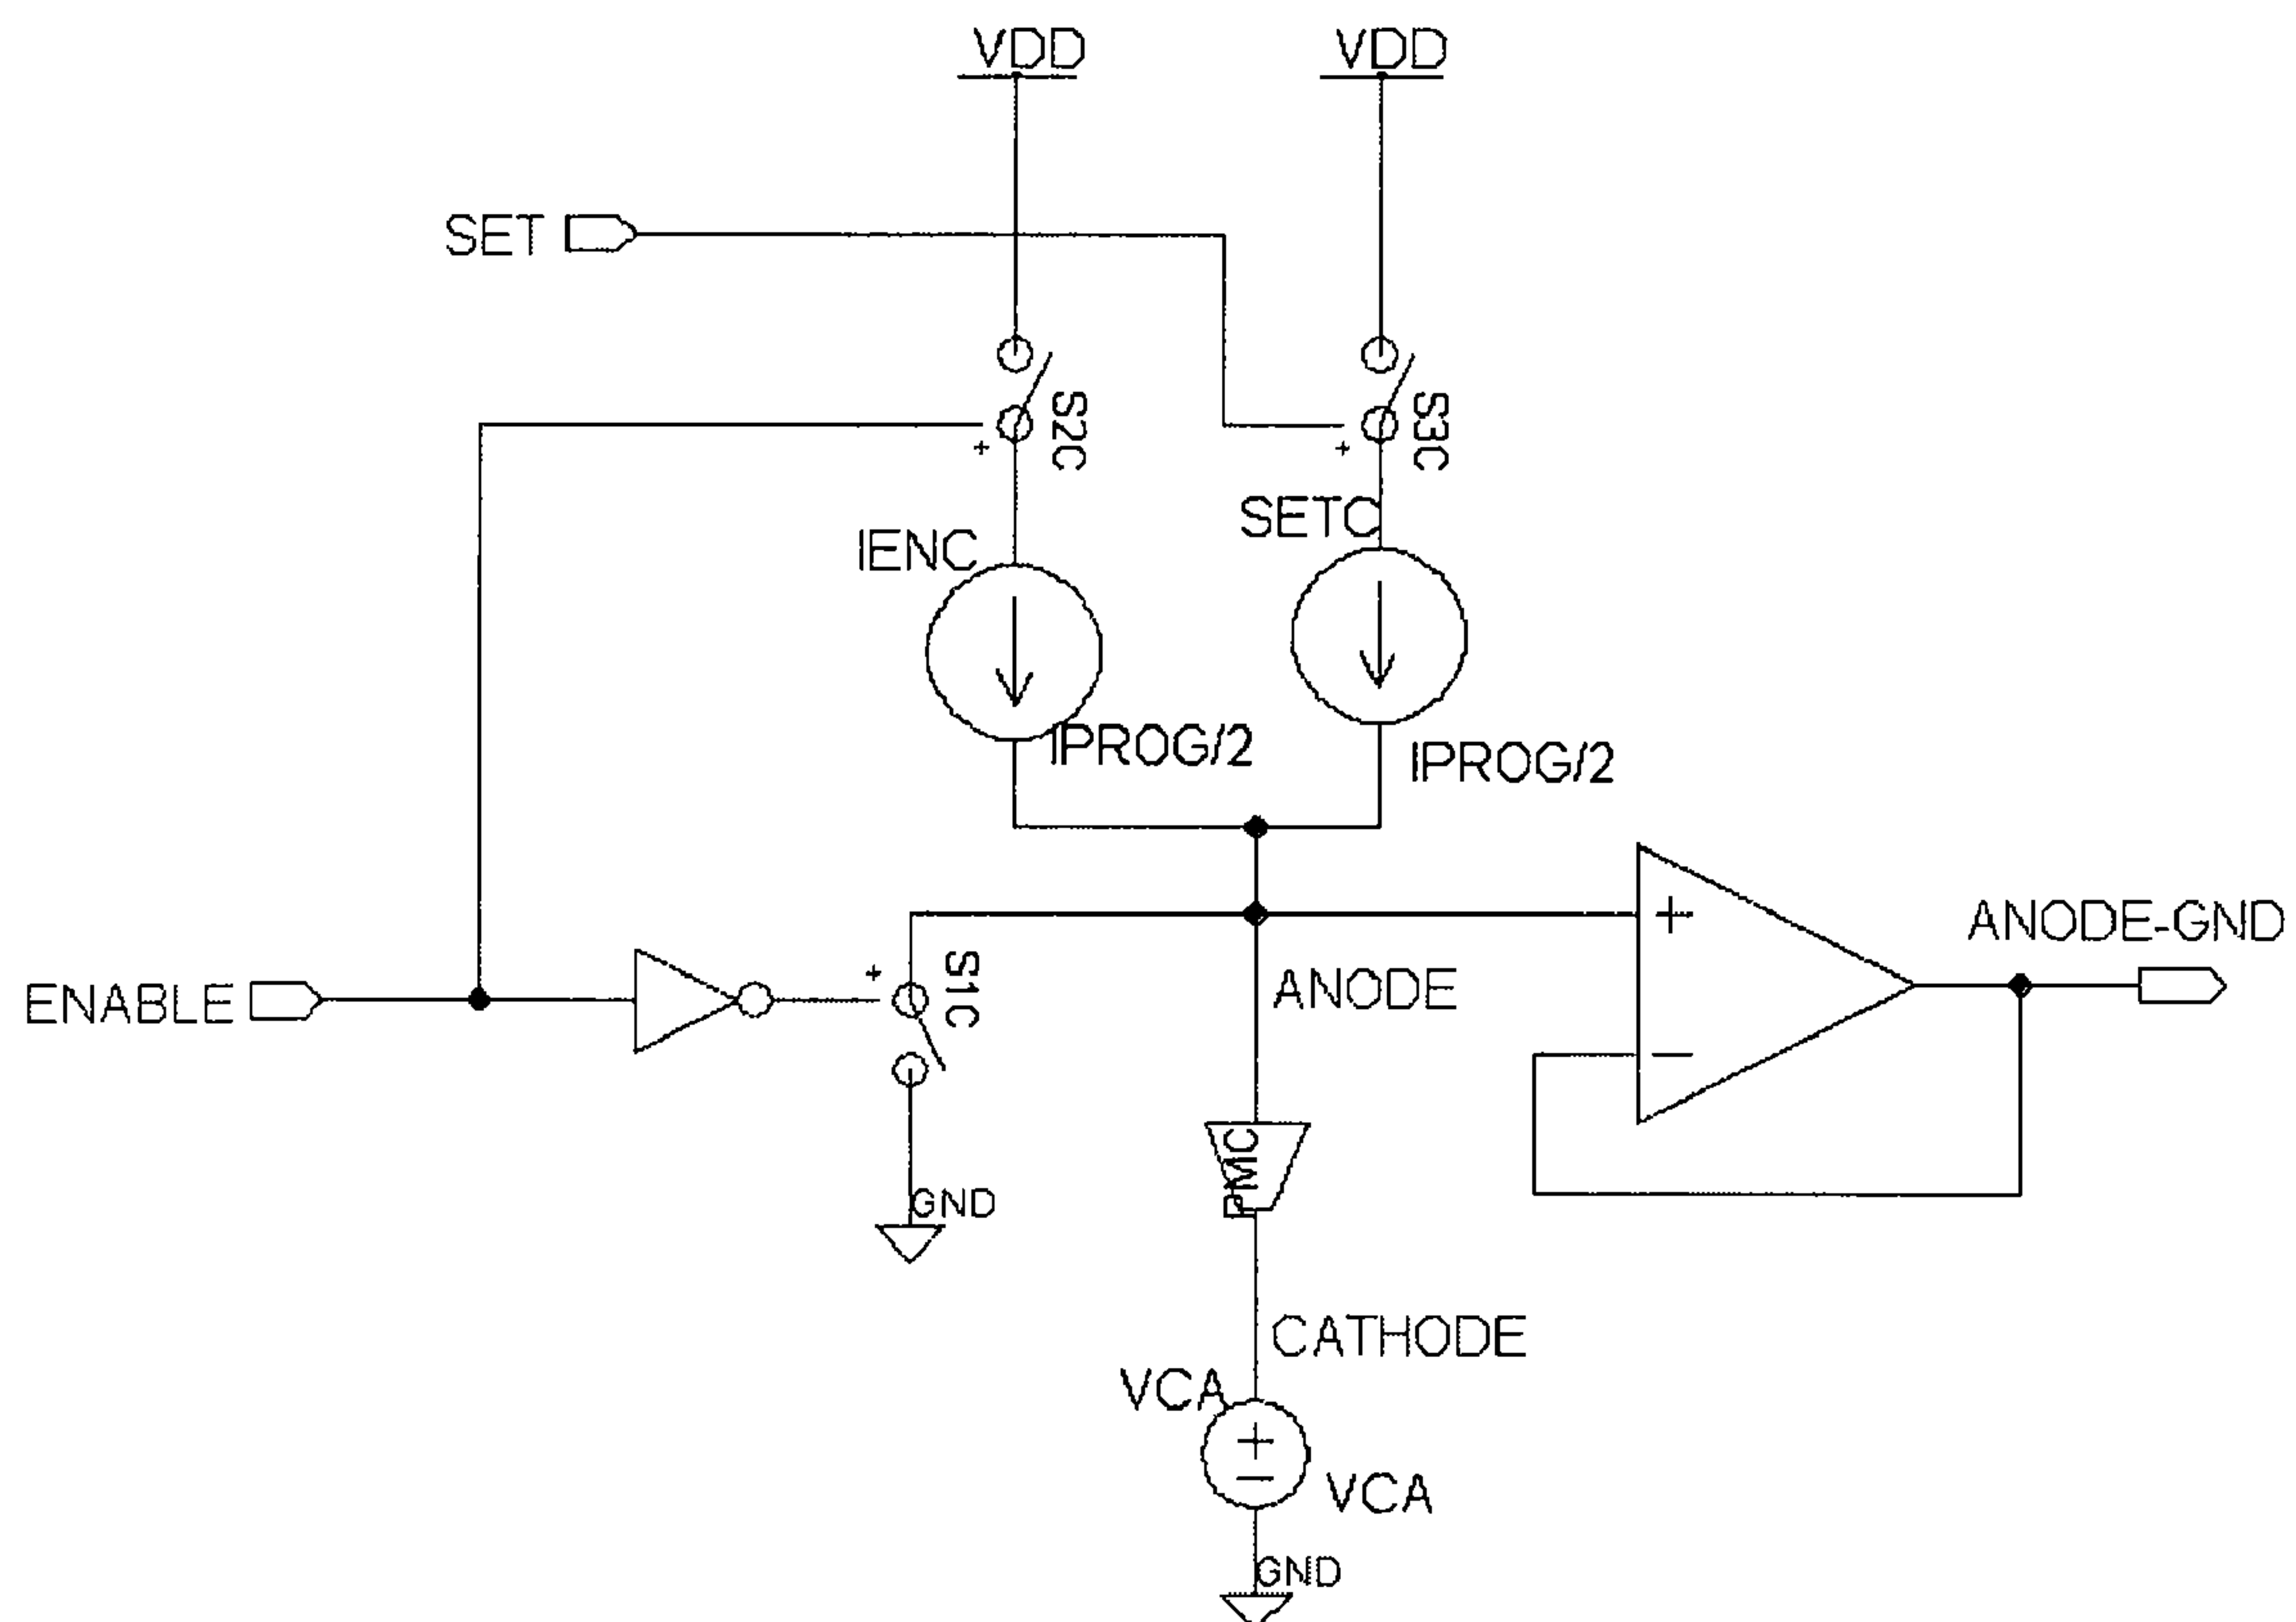 VDD
VDD
SET
S2C
S3C
SETC
IENC
IPROG/2
IPROG/2
ANODE-GND
S1C
ANODE
ENABLE
PMC
GND
CATHODE
VCA
VCA
GND